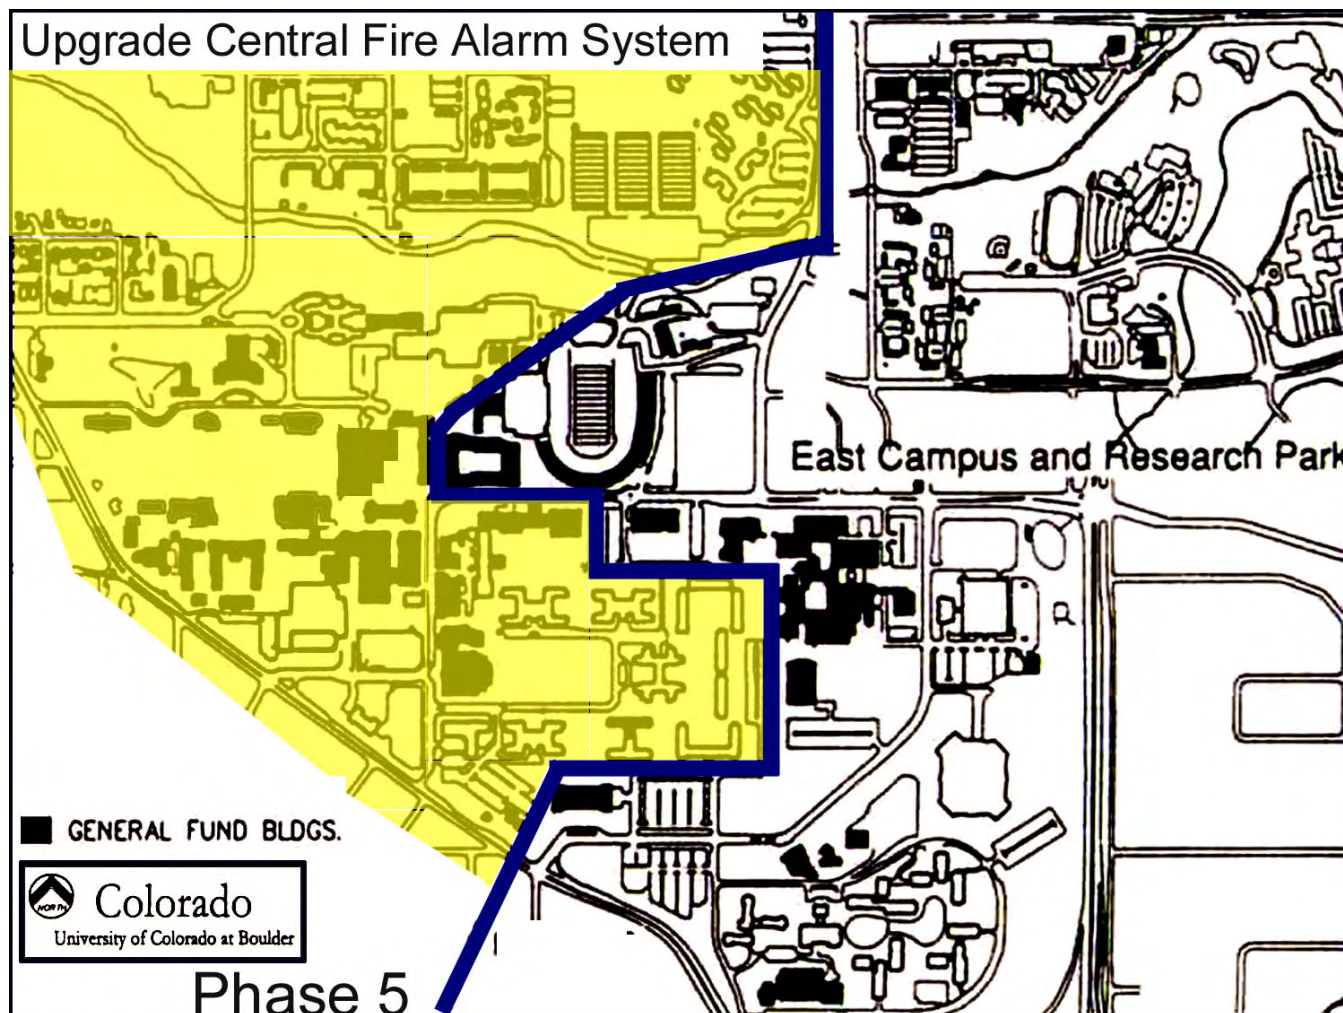 Upgrade Central Fire Alarm System
East Campus and Research Park
GENERAL FUND BLDGS.
NORTH
Colorado
University of Colorado at Boulder
Phase 5